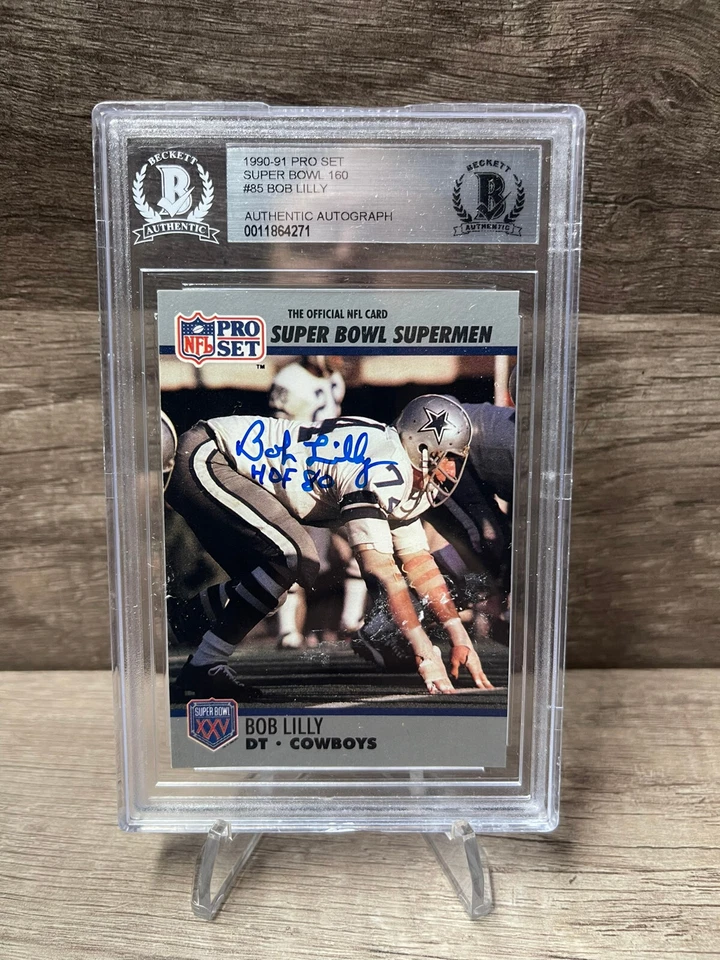 BECKETT
B
AUTHENTIC
1990-91 PRO SET
SUPER BOWL 160
#85 BOB LILLY
AUTHENTIC AUTOGRAPH
0011864271
BECKETT
B
AUTHENTIC
THE OFFICIAL NFL CARD
NFL PRO SET
TM
SUPER BOWL SUPERMEN
Bob Lilly
HOF 80
74
SUPER BOWL
XXV
BOB LILLY
DT · COWBOYS